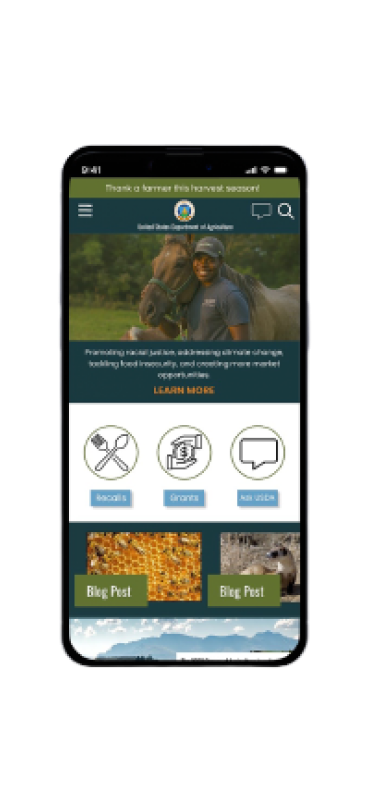 9:41
Thank a farmer this harvest season!
United States Department of Agriculture
Promoting racial justice, addressing climate change,
tackling food insecurity, and creating more market
opportunities.
LEARN MORE
Recalls Grants Ask USDA
Blog Post Blog Post